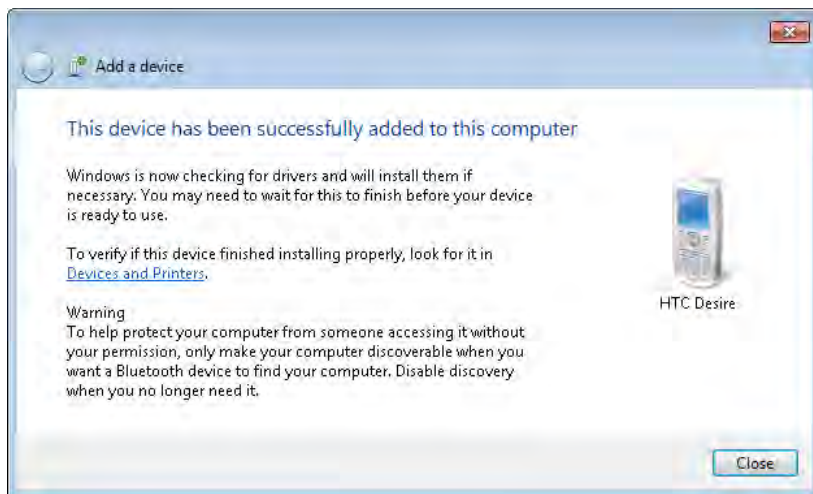 Add a device
This device has been successfully added to this computer
Windows is now checking for drivers and will install them if
necessary. You may need to wait for this to finish before your device
is ready to use.
To verify if this device finished installing properly, look for it in
Devices and Printers.
HTC Desire
Warning
To help protect your computer from someone accessing it without
your permission, only make your computer discoverable when you
want a Bluetooth device to find your computer. Disable discovery
when you no longer need it.
Close